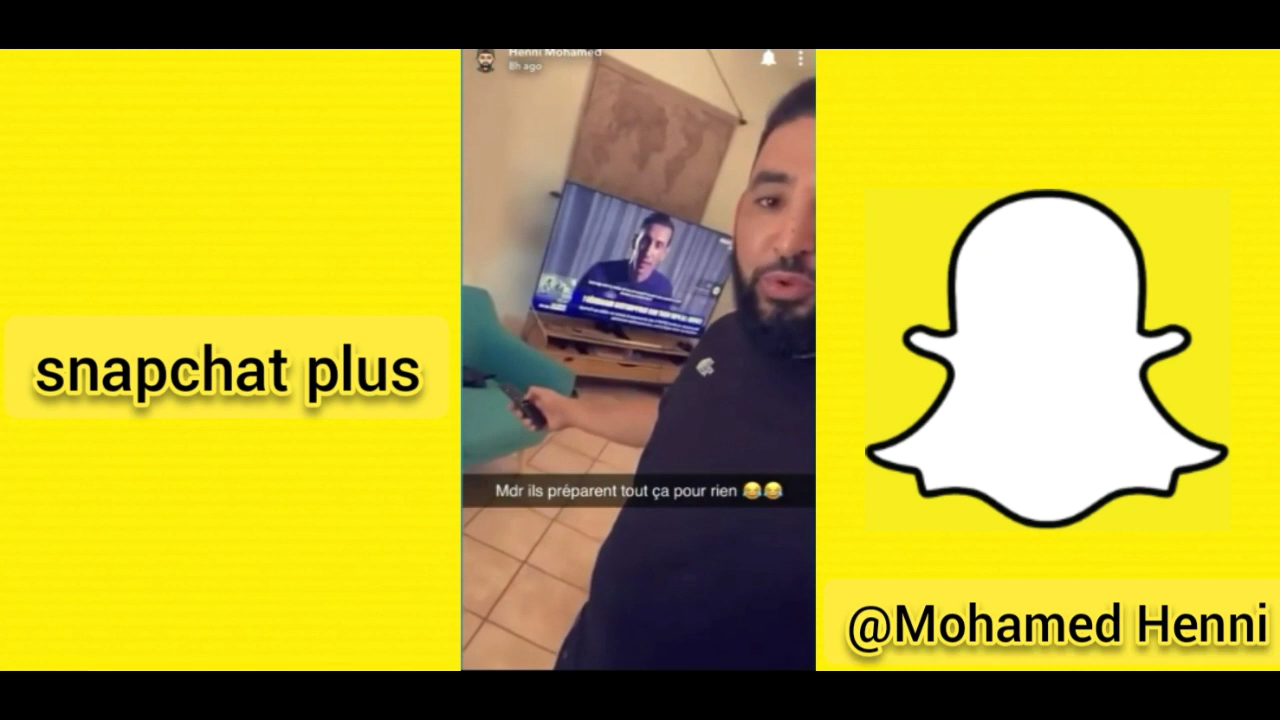 Henni Mohamed
8h ago
snapchat plus
Mdr ils préparent tout ça pour rien 😂😂
@Mohamed Henni